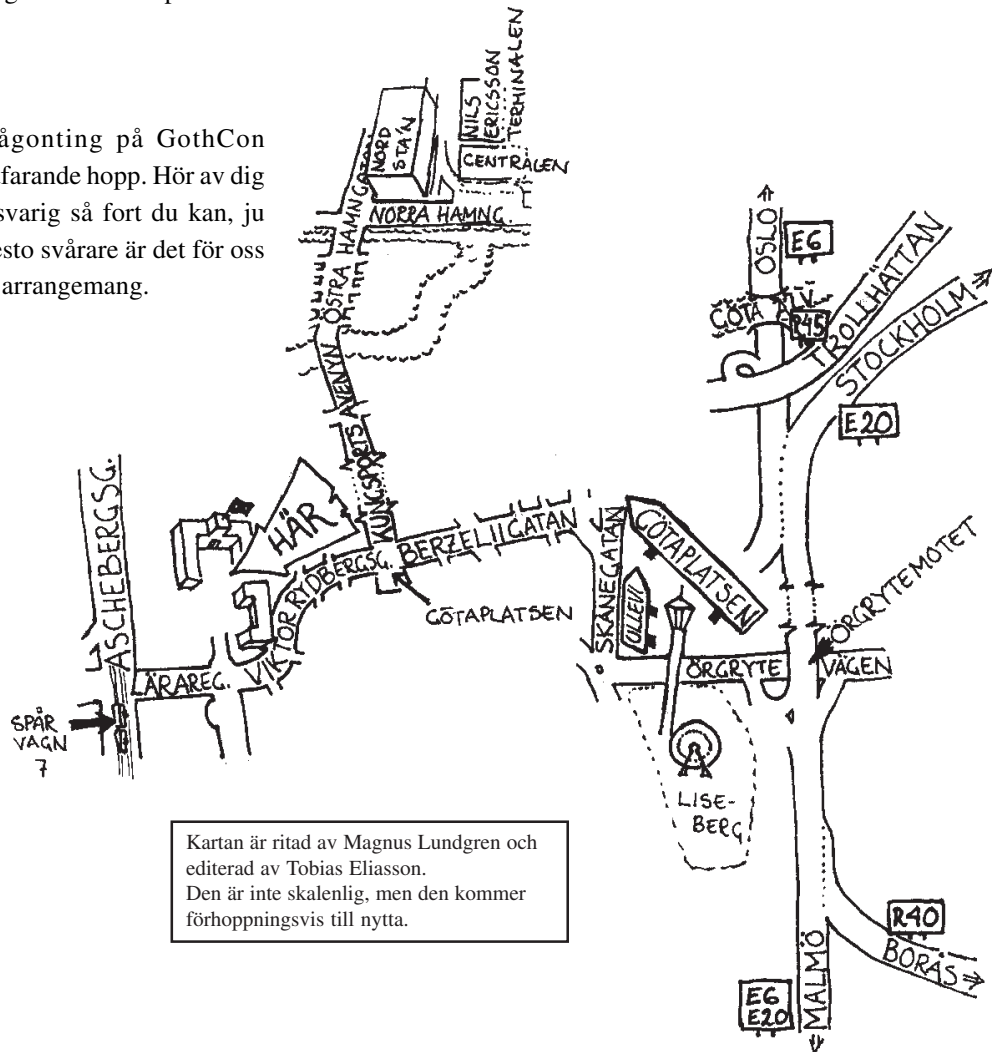 ågonting på GothCon
farande hopp. Hör av dig
svarig så fort du kan, ju
esto svårare är det för oss
arrangemang.
NILS
ERICSSON
TERMINALEN
NORD
STA'N
CENTRALEN
NORRA HAMNG.
ÖSTRA HAMNGATAN
KUNGSPORTSAVENYN
OSLO
E6
GÖTA ÄLV
R45
TROLLHÄTTAN
STOCKHOLM
E20
ASCHEBERGSG.
HÄR
VIKTOR RYDBERGSG.
BERZELIIGATAN
GÖTAPLATSEN
SKÅNEGATAN
GÖTAPLATSEN
ULLEVI
ÖRGRYTEMOTET
ÖRGRYTE VÄGEN
LÄRAREG.
SPÅR
VAGN
7
LISE-
BERG
Kartan är ritad av Magnus Lundgren och
editerad av Tobias Eliasson.
Den är inte skalenlig, men den kommer
förhoppningsvis till nytta.
R40
BORÅS
MALMÖ
E6
E20